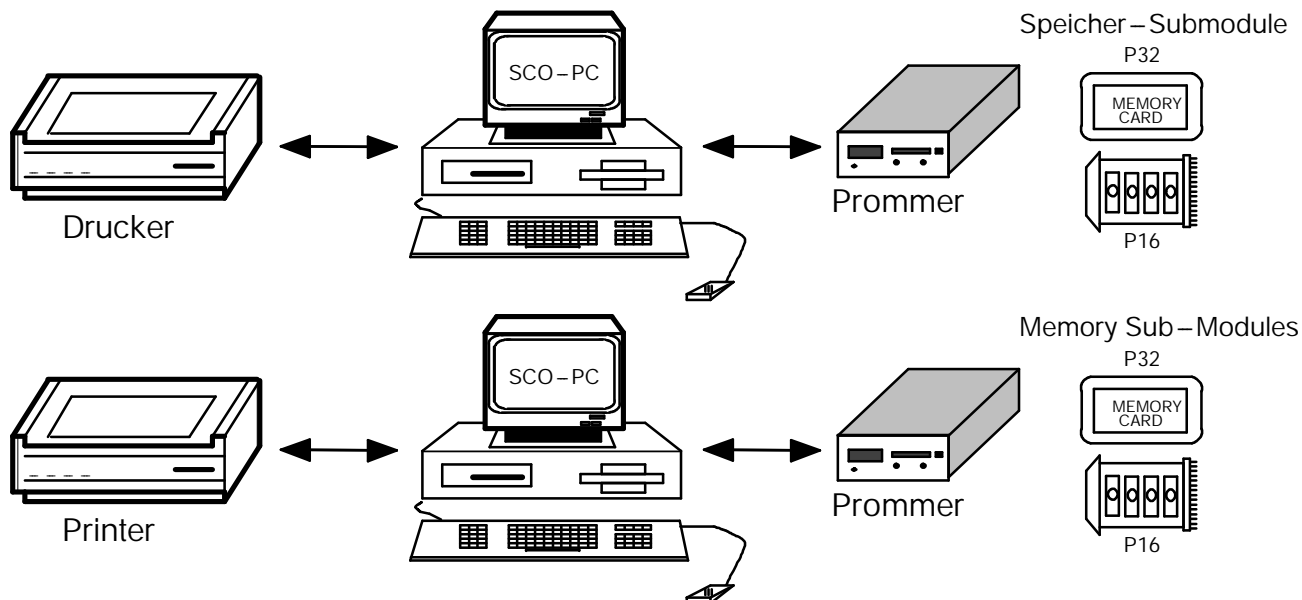 Speicher–Submodule
P32
SCO–PC
MEMORY
CARD
Drucker
Prommer
P16
Memory Sub–Modules
P32
SCO–PC
MEMORY
CARD
Printer
Prommer
P16